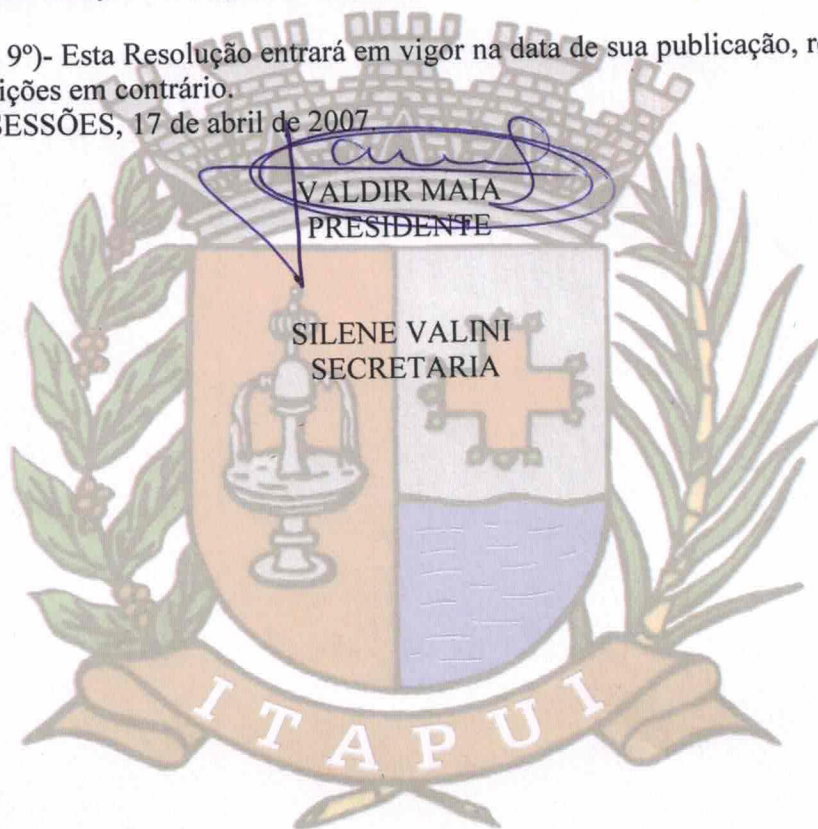 9º)- Esta Resolução entrará em vigor na data de sua publicação,
ições em contrário.
SESSÕES, 17 de abril de 2007.
VALDIR MAIA
PRESIDENTE
SILENE VALINI
SECRETARIA
ITAPUI